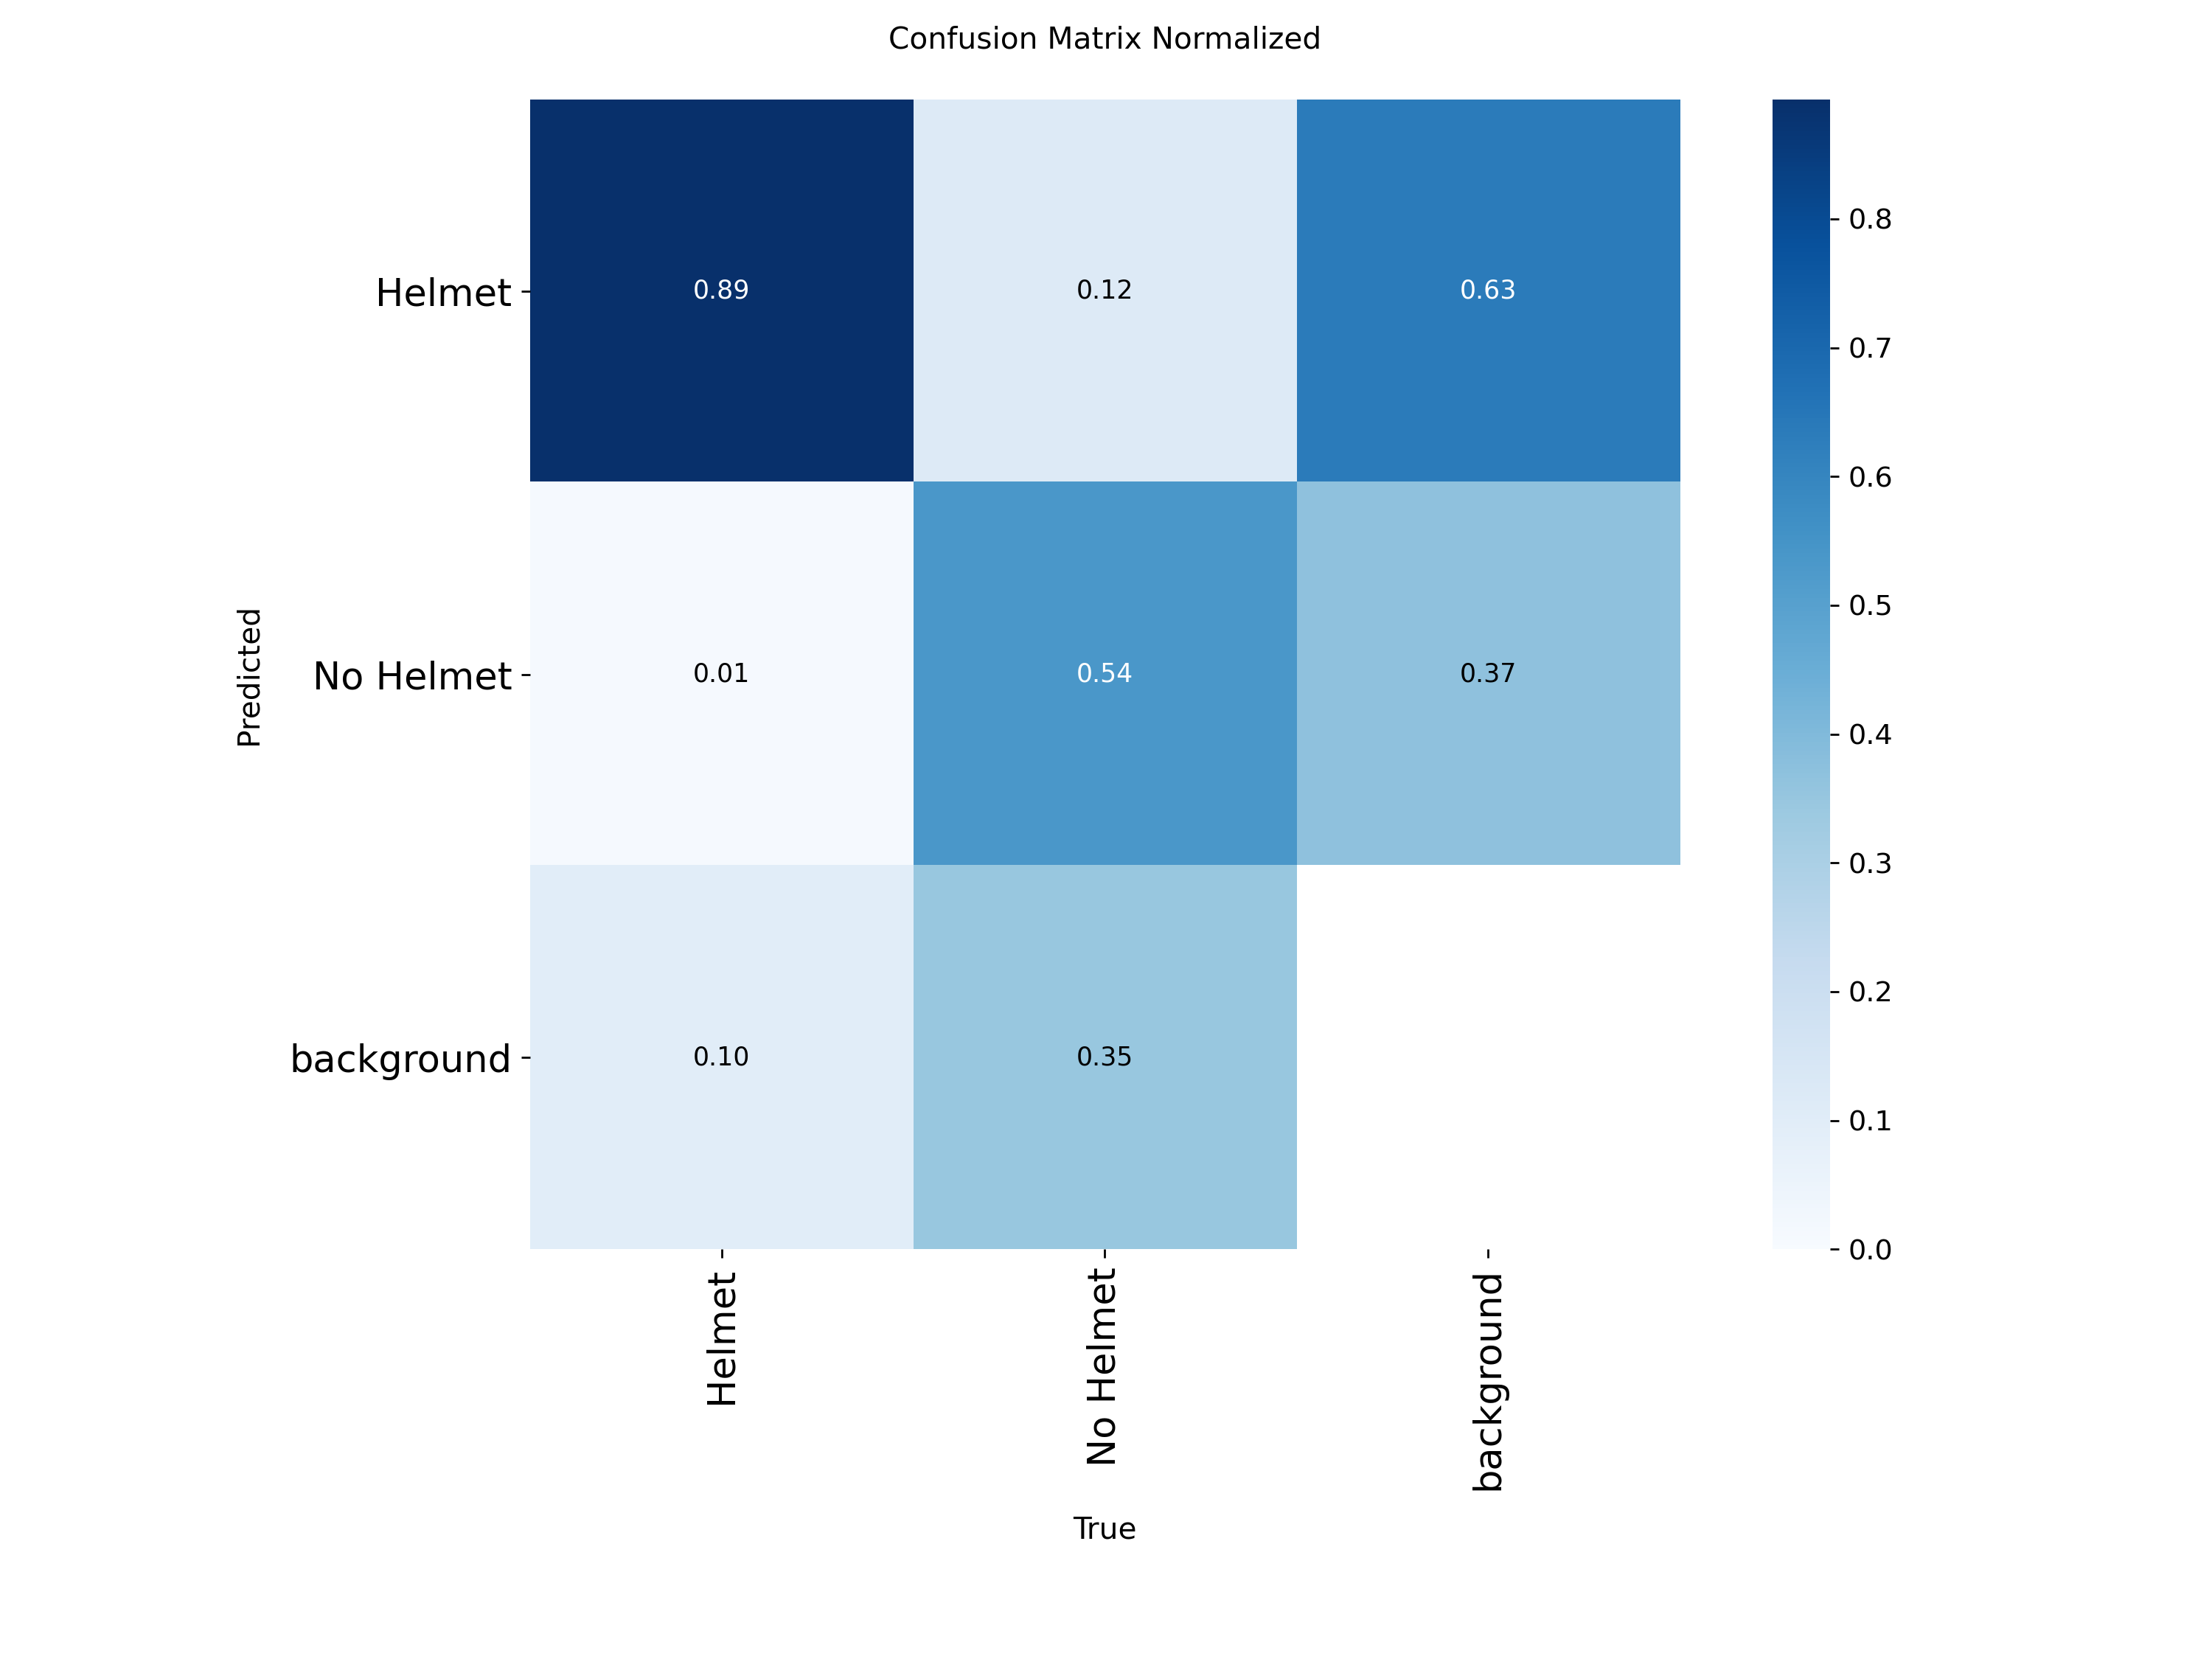 Confusion Matrix Normalized
Helmet
0.89
0.12
0.63
No Helmet
0.01
0.54
0.37
background
0.10
0.35
Predicted
Helmet
No Helmet
background
True
0.8
0.7
0.6
0.5
0.4
0.3
0.2
0.1
0.0